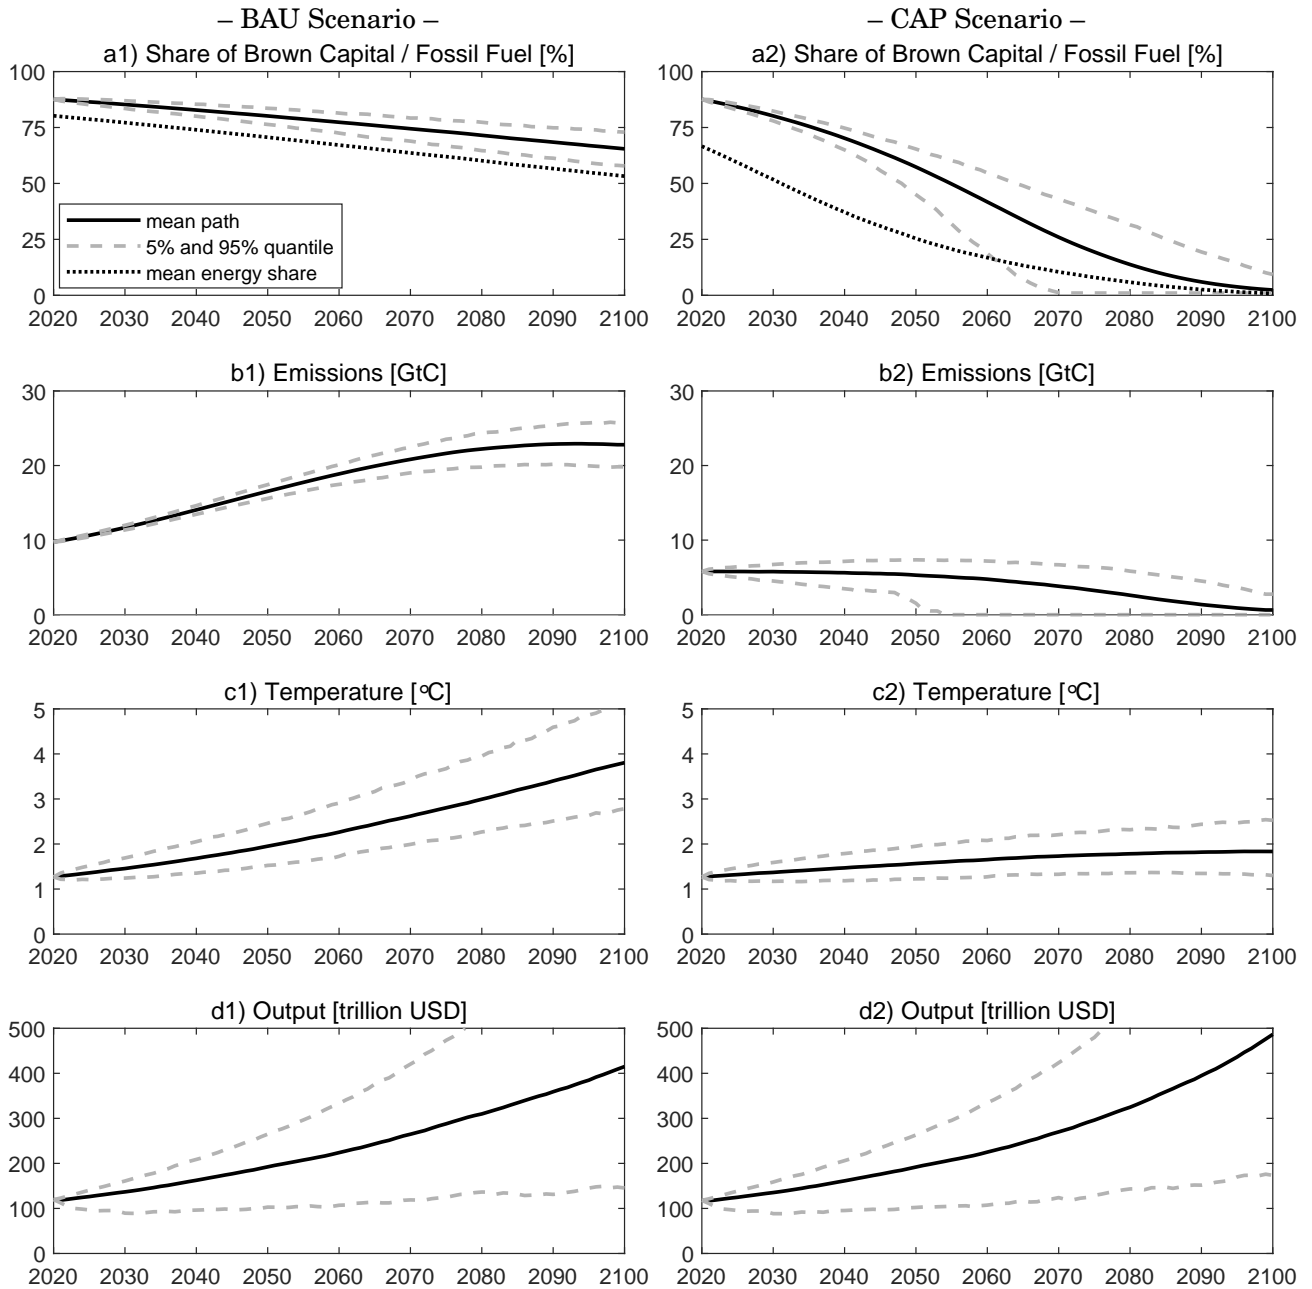 – BAU Scenario –
– CAP Scenario –
a1) Share of Brown Capital / Fossil Fuel [%]
100
75
50
25
0
mean path
5% and 95% quantile
mean energy share
2020 2030 2040 2050 2060 2070 2080 2090 2100
a2) Share of Brown Capital / Fossil Fuel [%]
100
75
50
25
0
2020 2030 2040 2050 2060 2070 2080 2090 2100
b1) Emissions [GtC]
30
20
10
0
2020 2030 2040 2050 2060 2070 2080 2090 2100
b2) Emissions [GtC]
30
20
10
0
2020 2030 2040 2050 2060 2070 2080 2090 2100
c1) Temperature [°C]
5
4
3
2
1
0
2020 2030 2040 2050 2060 2070 2080 2090 2100
c2) Temperature [°C]
5
4
3
2
1
0
2020 2030 2040 2050 2060 2070 2080 2090 2100
d1) Output [trillion USD]
500
400
300
200
100
0
2020 2030 2040 2050 2060 2070 2080 2090 2100
d2) Output [trillion USD]
500
400
300
200
100
0
2020 2030 2040 2050 2060 2070 2080 2090 2100